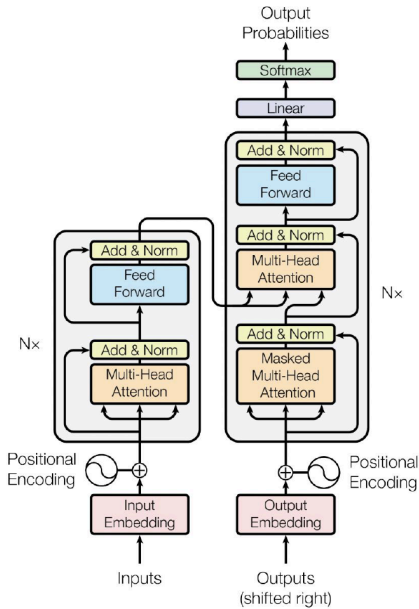 Output
Probabilities
Softmax
Linear
Add & Norm
Feed
Forward
Add & Norm
Multi-Head
Attention
Nx
Add & Norm
Masked
Multi-Head
Attention
Add & Norm
Feed
Forward
Nx
Add & Norm
Multi-Head
Attention
Positional
Encoding
Input
Embedding
Inputs
Positional
Encoding
Output
Embedding
Outputs
(shifted right)